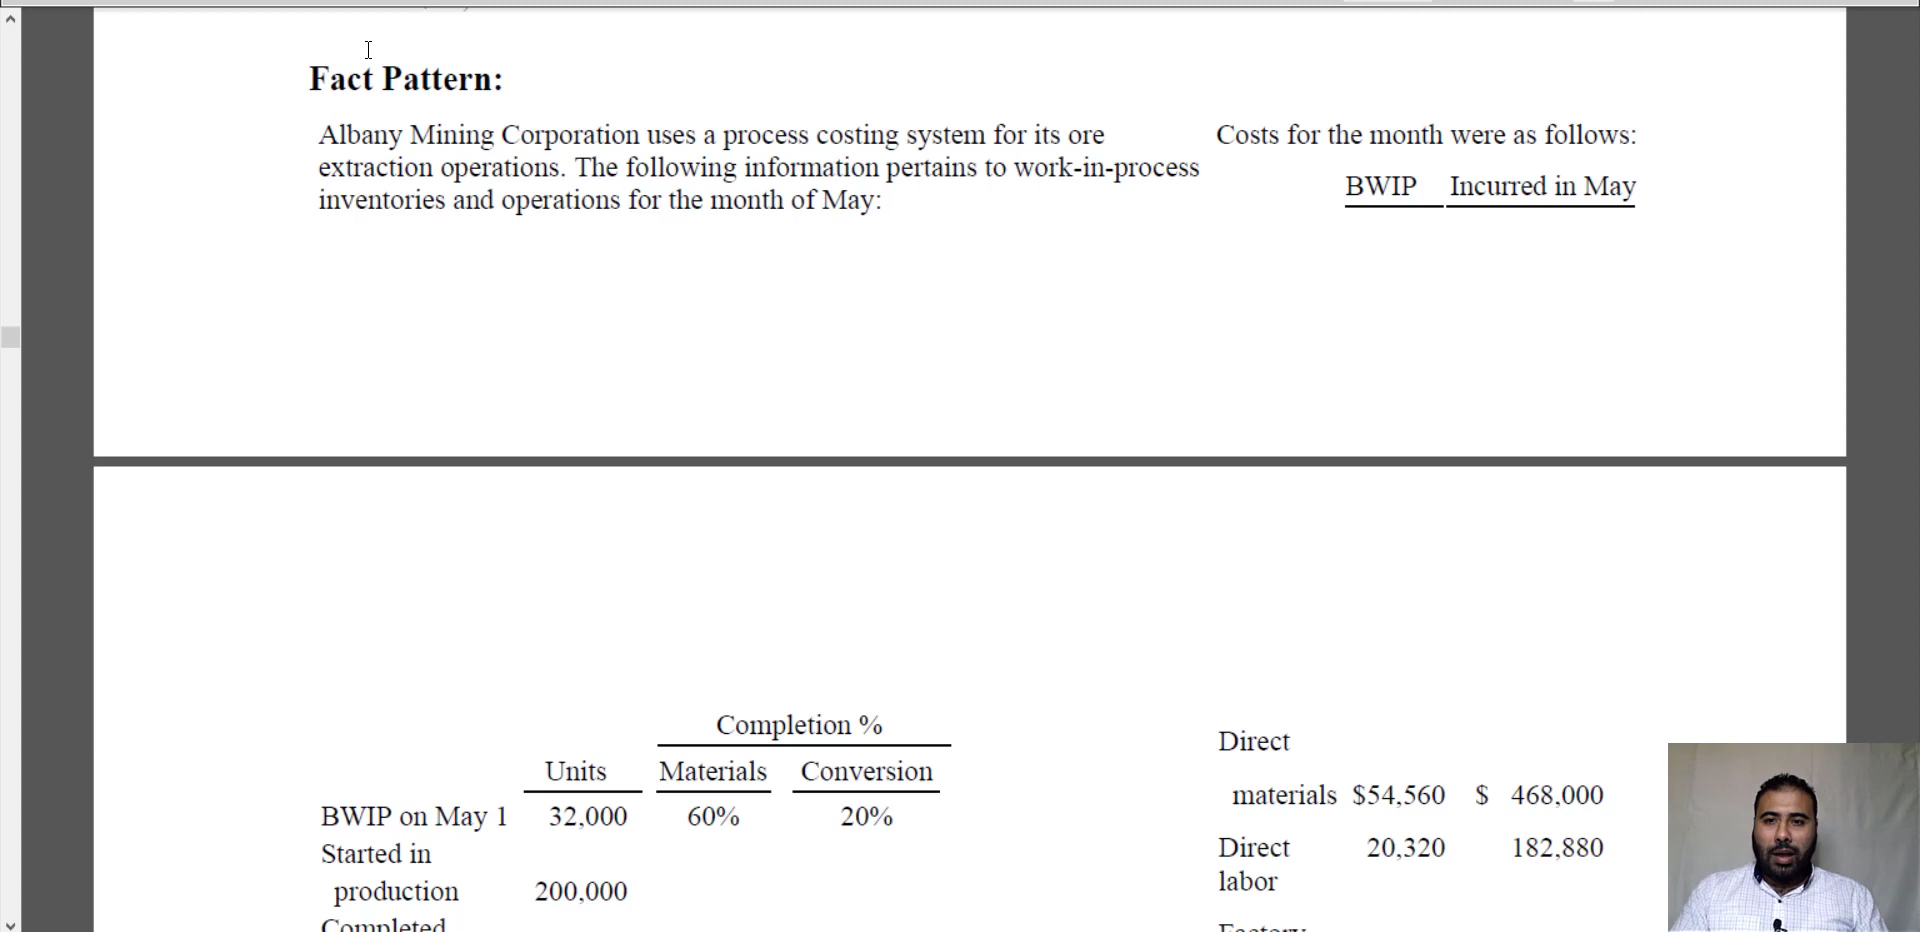 Fact Pattern:
Albany Mining Corporation uses a process costing system for its ore
extraction operations. The following information pertains to work-in-process
inventories and operations for the month of May:
Costs for the month were as follows:
BWIP Incurred in May
Completion %
Units Materials Conversion
BWIP on May 1 32,000 60% 20%
Started in
production 200,000
Completed
Direct
materials $54,560 $ 468,000
Direct 20,320 182,880
labor
Factory